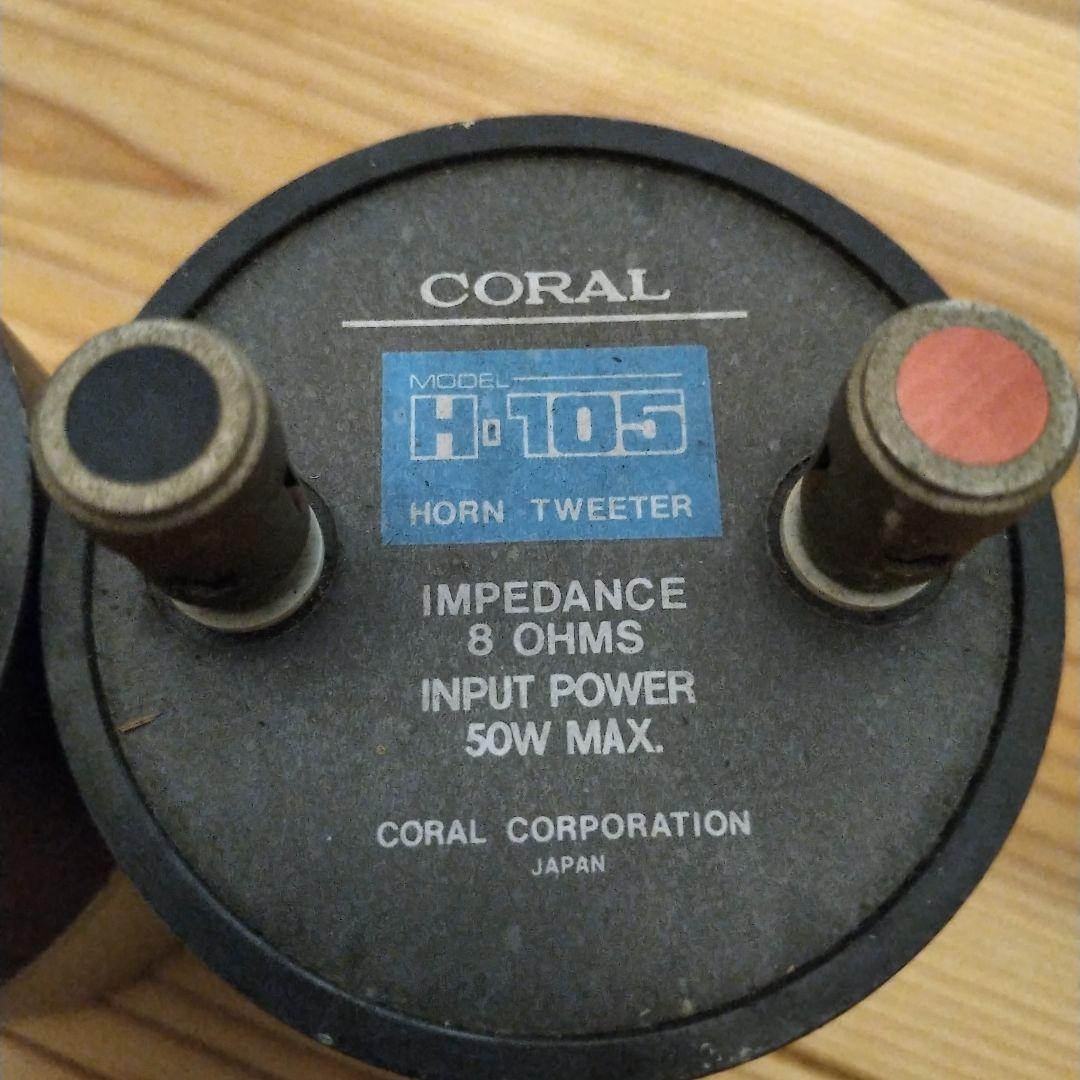 CORAL
MODEL
H-105
HORN TWEETER
IMPEDANCE
8 OHMS
INPUT POWER
50W MAX.
CORAL CORPORATION
JAPAN